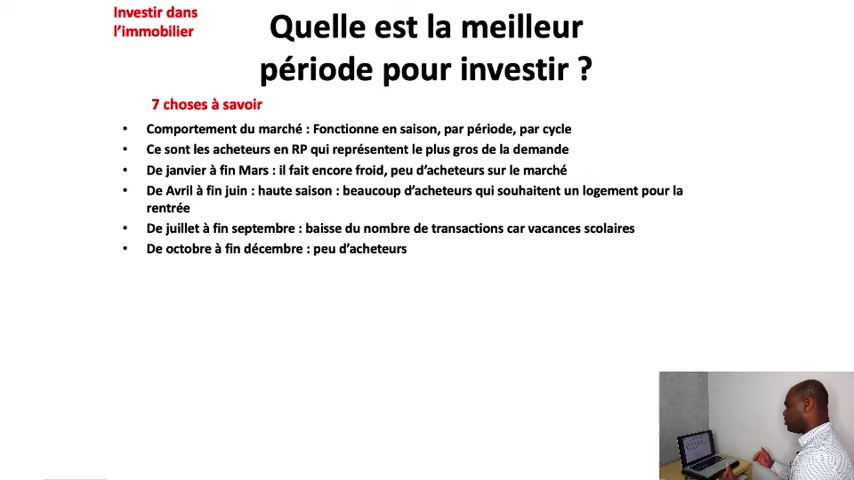 Investir dans
l'immobilier
Quelle est la meilleur
période pour investir ?
7 choses à savoir
• Comportement du marché : Fonctionne en saison, par période, par cycle
• Ce sont les acheteurs en RP qui représentent le plus gros de la demande
• De janvier à fin Mars : il fait encore froid, peu d'acheteurs sur le marché
• De Avril à fin juin : haute saison : beaucoup d'acheteurs qui souhaitent un logement pour la
rentrée
• De juillet à fin septembre : baisse du nombre de transactions car vacances scolaires
• De octobre à fin décembre : peu d'acheteurs